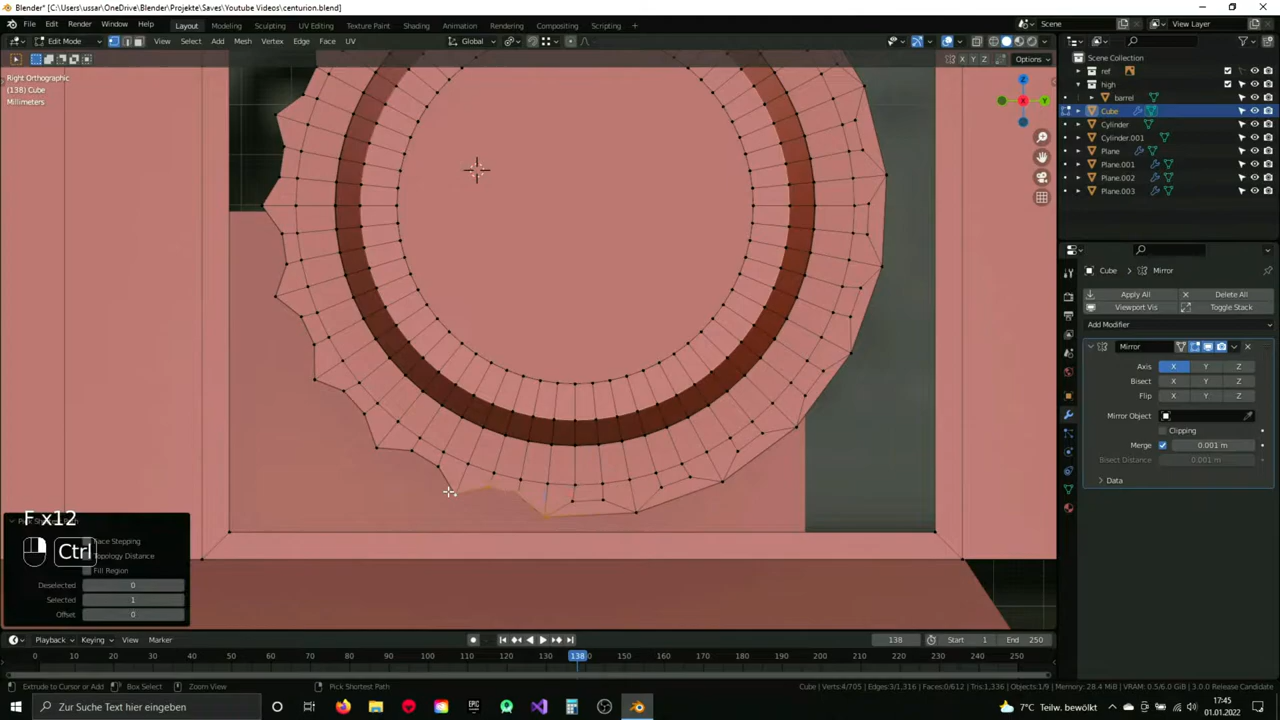 Blender* [C:\Users\ussar\OneDrive\Blender\Projekte\Saves\Youtube Videos\centurion.blend]
File Edit Render Window Help Layout Modeling Sculpting UV Editing Texture Paint Shading Animation Rendering Compositing Scripting Scene View Layer
Edit Mode View Select Add Mesh Vertex Edge Face UV Global
X Y Z Options
Right Orthographic
(138) Cube
Millimeters
Scene Collection
ref
high
barrel
Cube
Cylinder
Cylinder.001
Plane
Plane.001
Plane.002
Plane.003
Cube > Mirror
Apply All Delete All
Viewport Vis Toggle Stack
Add Modifier
Mirror
Axis X Y Z
Bisect X Y Z
Flip X Y Z
Mirror Object
Clipping
Merge 0.001 m
Bisect Distance 0.001 m
Data
F x12
Ctrl
Face Stepping
Topology Distance
Fill Region
Deselected 0
Selected 1
Offset 0
Playback Keying View Marker 138 Start 1 End 250
0 10 20 30 40 50 60 70 80 90 100 110 120 130 138 150 160 170 180 190 200 210 220 230 240 250
Extrude to Cursor or Add Box Select Zoom View Pick Shortest Path Cube | Verts:4/705 | Edges:3/1,316 | Faces:0/612 | Tris:1,336 | Objects:1/9 | Memory: 28.4 MiB | VRAM: 0.5/6.0 GiB | 3.0.0 Release Candidate
Zur Suche Text hier eingeben 7°C Teilw. bewölkt 17:45
01.01.2022